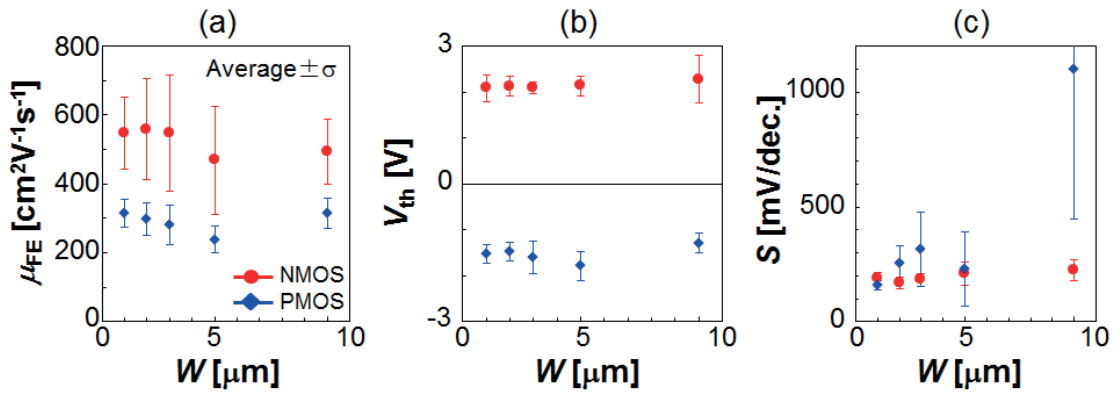 (a)
(b)
(c)
800
600
400
200
0
0
5
10
μFE [cm2V-1s-1]
W [μm]
Average±σ
NMOS
PMOS
3
0
-3
0
5
10
Vth [V]
W [μm]
1000
500
0
0
5
10
S [mV/dec.]
W [μm]